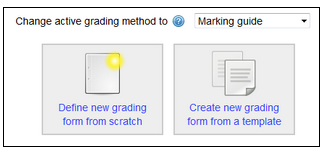 Change active grading method to Marking guide
Define new grading
form from scratch
Create new grading
form from a template